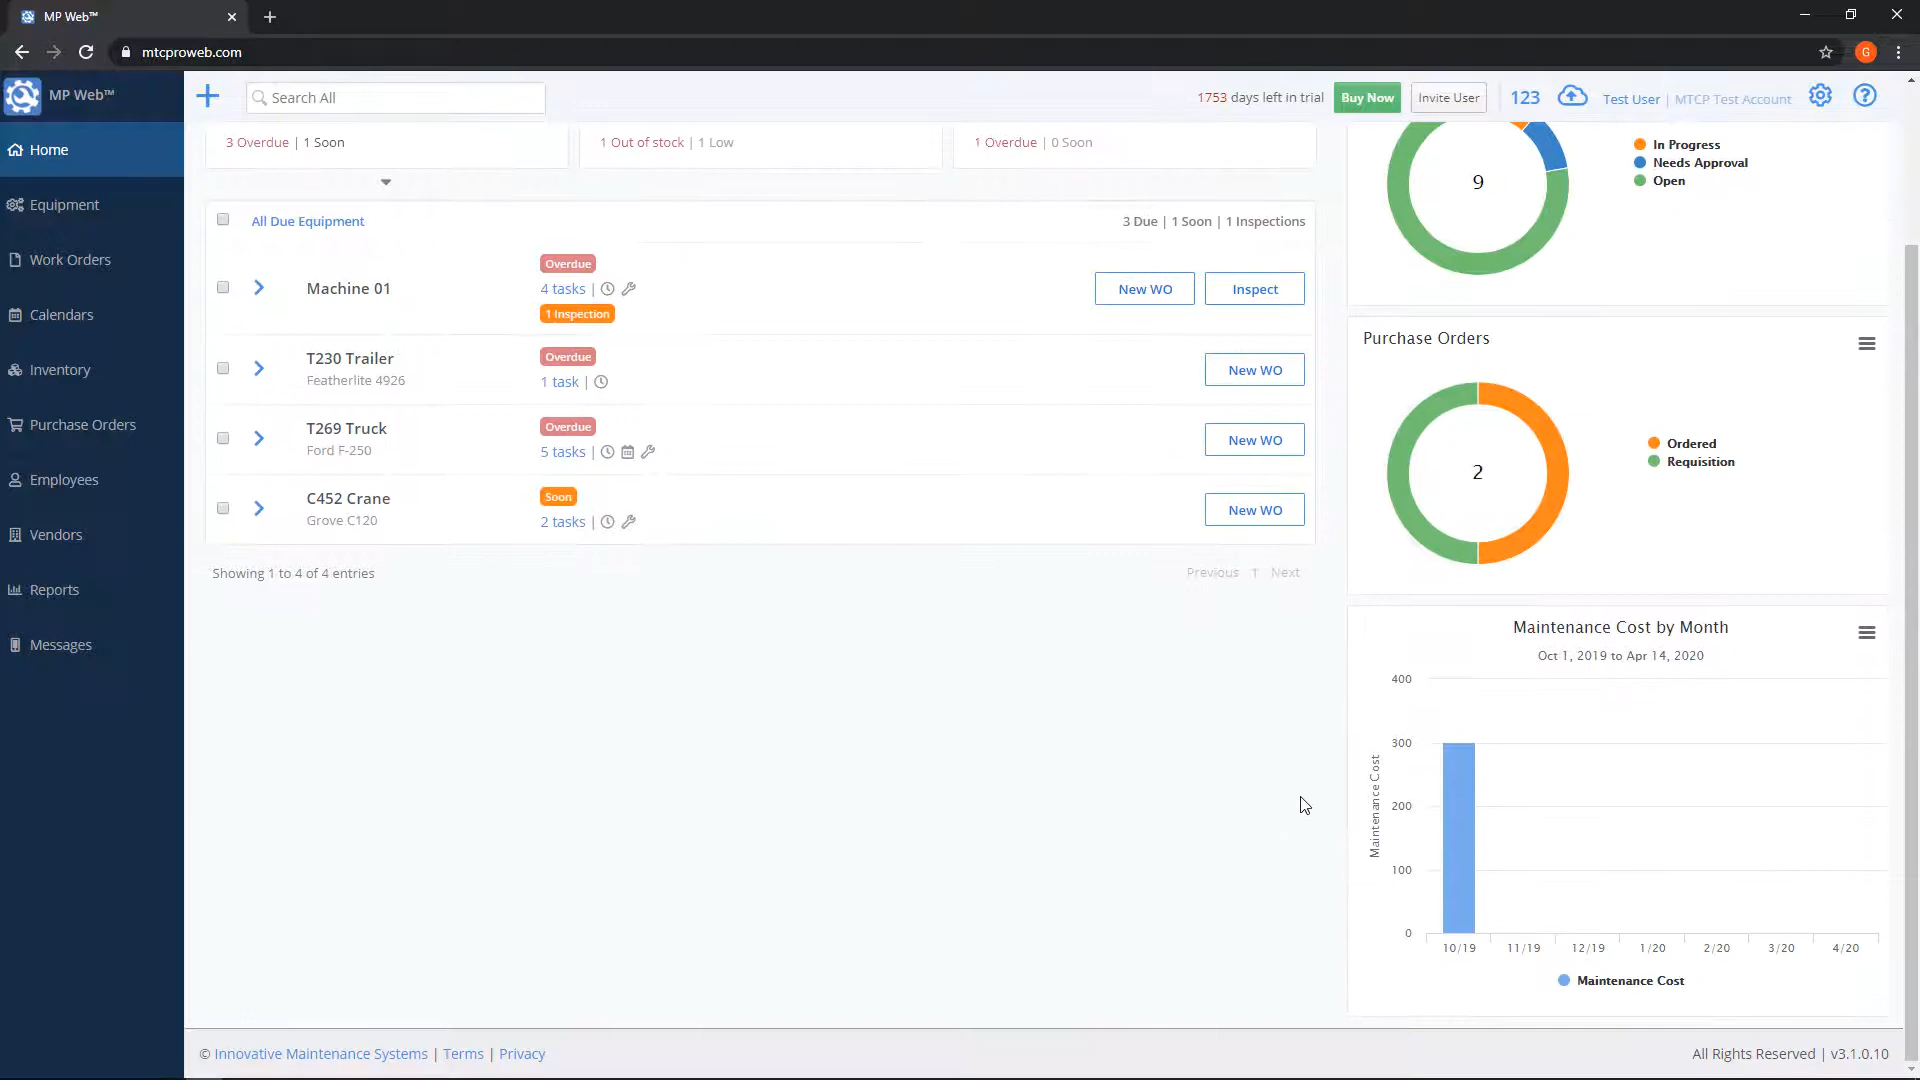 MP Web™
mtcproweb.com
G
MP Web™
Search All
1753 days left in trial
Buy Now
Invite User
123
Test User | MTCP Test Account
Home
Equipment
Work Orders
Calendars
Inventory
Purchase Orders
Employees
Vendors
Reports
Messages
3 Overdue | 1 Soon
1 Out of stock | 1 Low
1 Overdue | 0 Soon
All Due Equipment
3 Due | 1 Soon | 1 Inspections
Machine 01
Overdue
4 tasks |
1 Inspection
New WO
Inspect
T230 Trailer
Featherlite 4926
Overdue
1 task |
New WO
T269 Truck
Ford F-250
Overdue
5 tasks |
New WO
C452 Crane
Grove C120
Soon
2 tasks |
New WO
Showing 1 to 4 of 4 entries
Previous 1 Next
9
In Progress
Needs Approval
Open
Purchase Orders
2
Ordered
Requisition
Maintenance Cost by Month
Oct 1, 2019 to Apr 14, 2020
Maintenance Cost
400
300
200
100
0
10/19 11/19 12/19 1/20 2/20 3/20 4/20
Maintenance Cost
© Innovative Maintenance Systems | Terms | Privacy
All Rights Reserved | v3.1.0.10